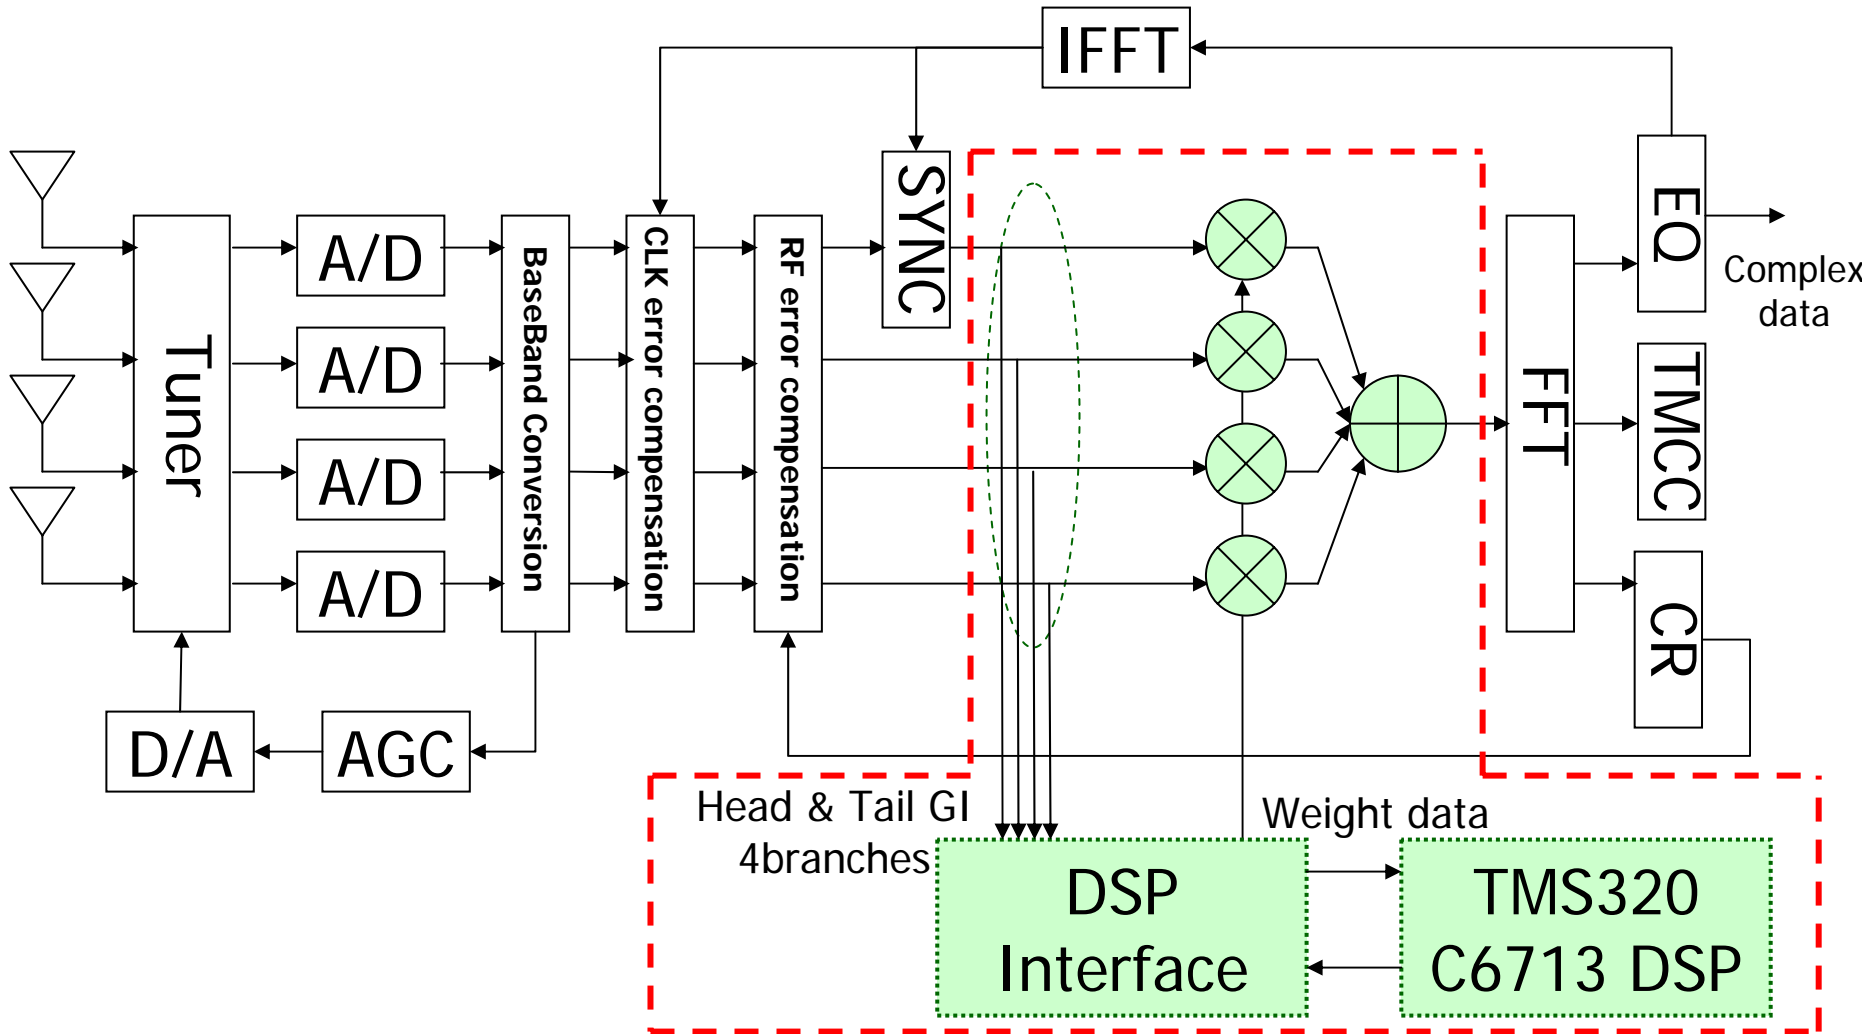 IFFT
SYNC
EQ
Complex
data
Tuner
A/D
A/D
A/D
A/D
BaseBand Conversion
CLK error compensation
RF error compensation
FFT
TMCC
CR
D/A
AGC
Head & Tail GI
4branches
Weight data
DSP
Interface
TMS320
C6713 DSP